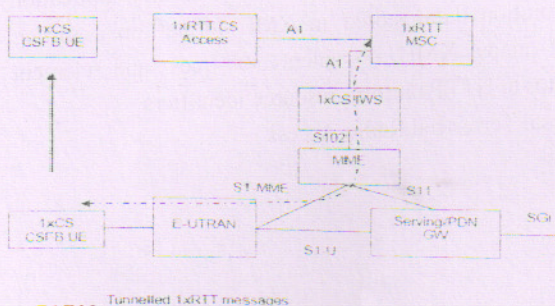 1xCS
CSFB UE
1xRTT CS
Access
A1
1xRTT
MSC
A1
1xCS IWS
S102
MME
S1-MME
S11
1xCS
CSFB UE
E-UTRAN
Serving/PDN
GW
SGi
S1-U
Tunnelled 1xRTT messages